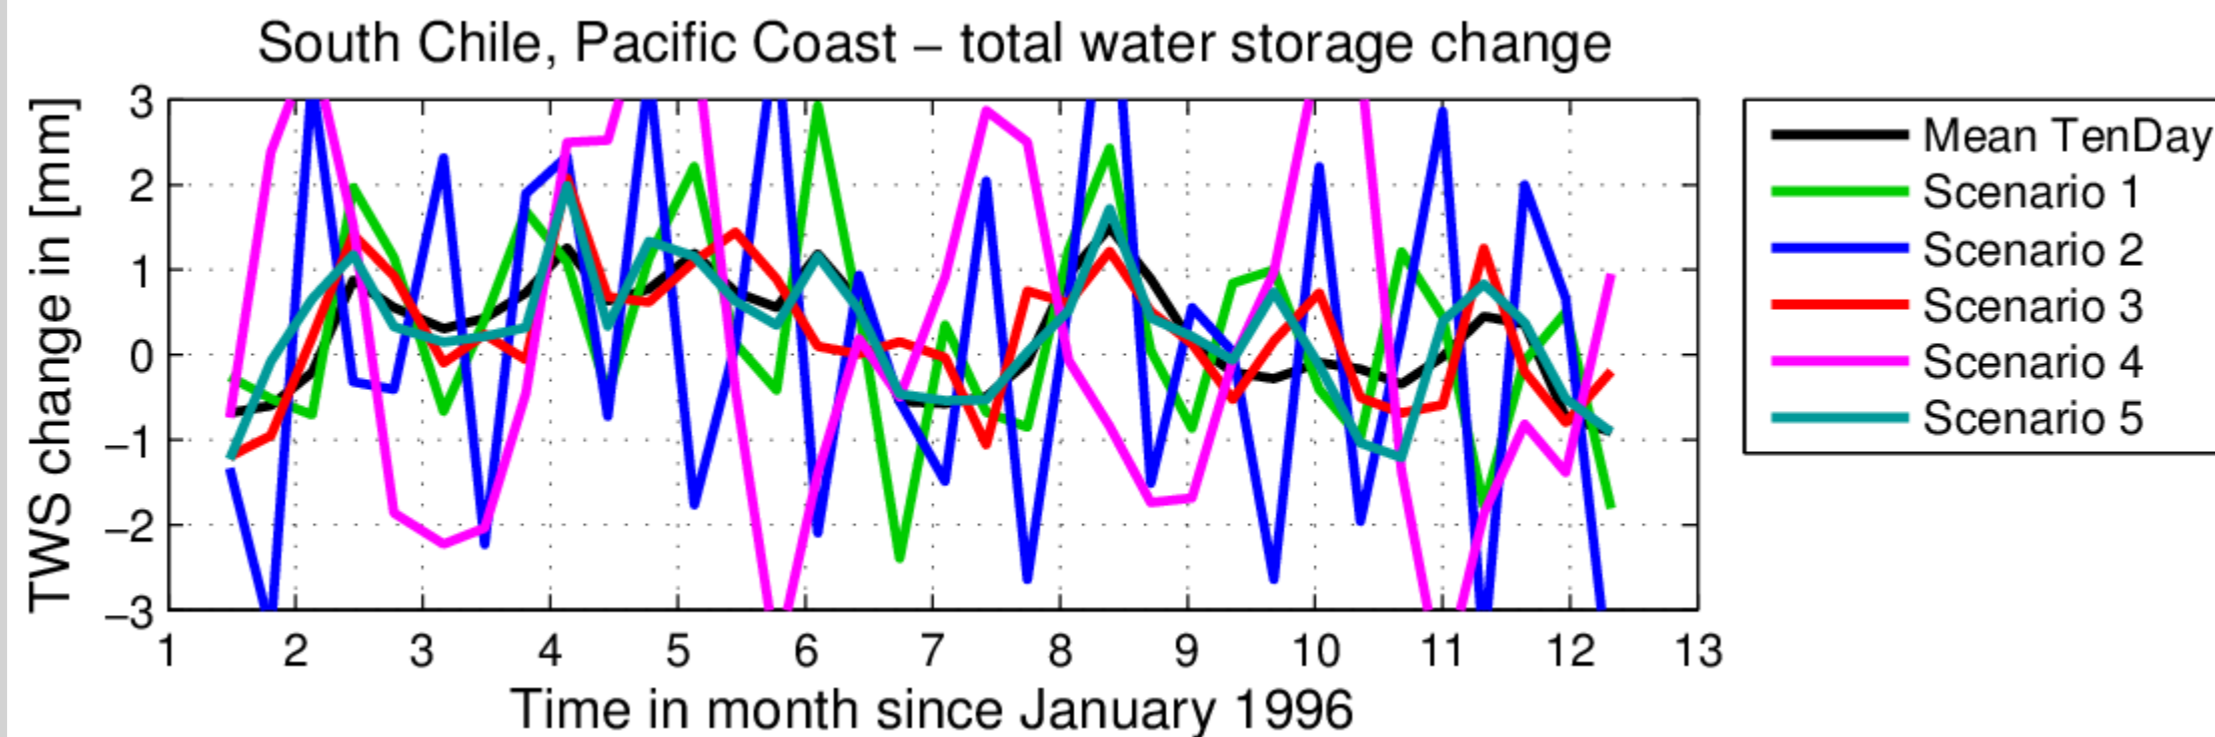 South Chile, Pacific Coast – total water storage change
TWS change in [mm]
3
2
1
0
−1
−2
−3
1 2 3 4 5 6 7 8 9 10 11 12 13
Time in month since January 1996
Mean TenDay
Scenario 1
Scenario 2
Scenario 3
Scenario 4
Scenario 5